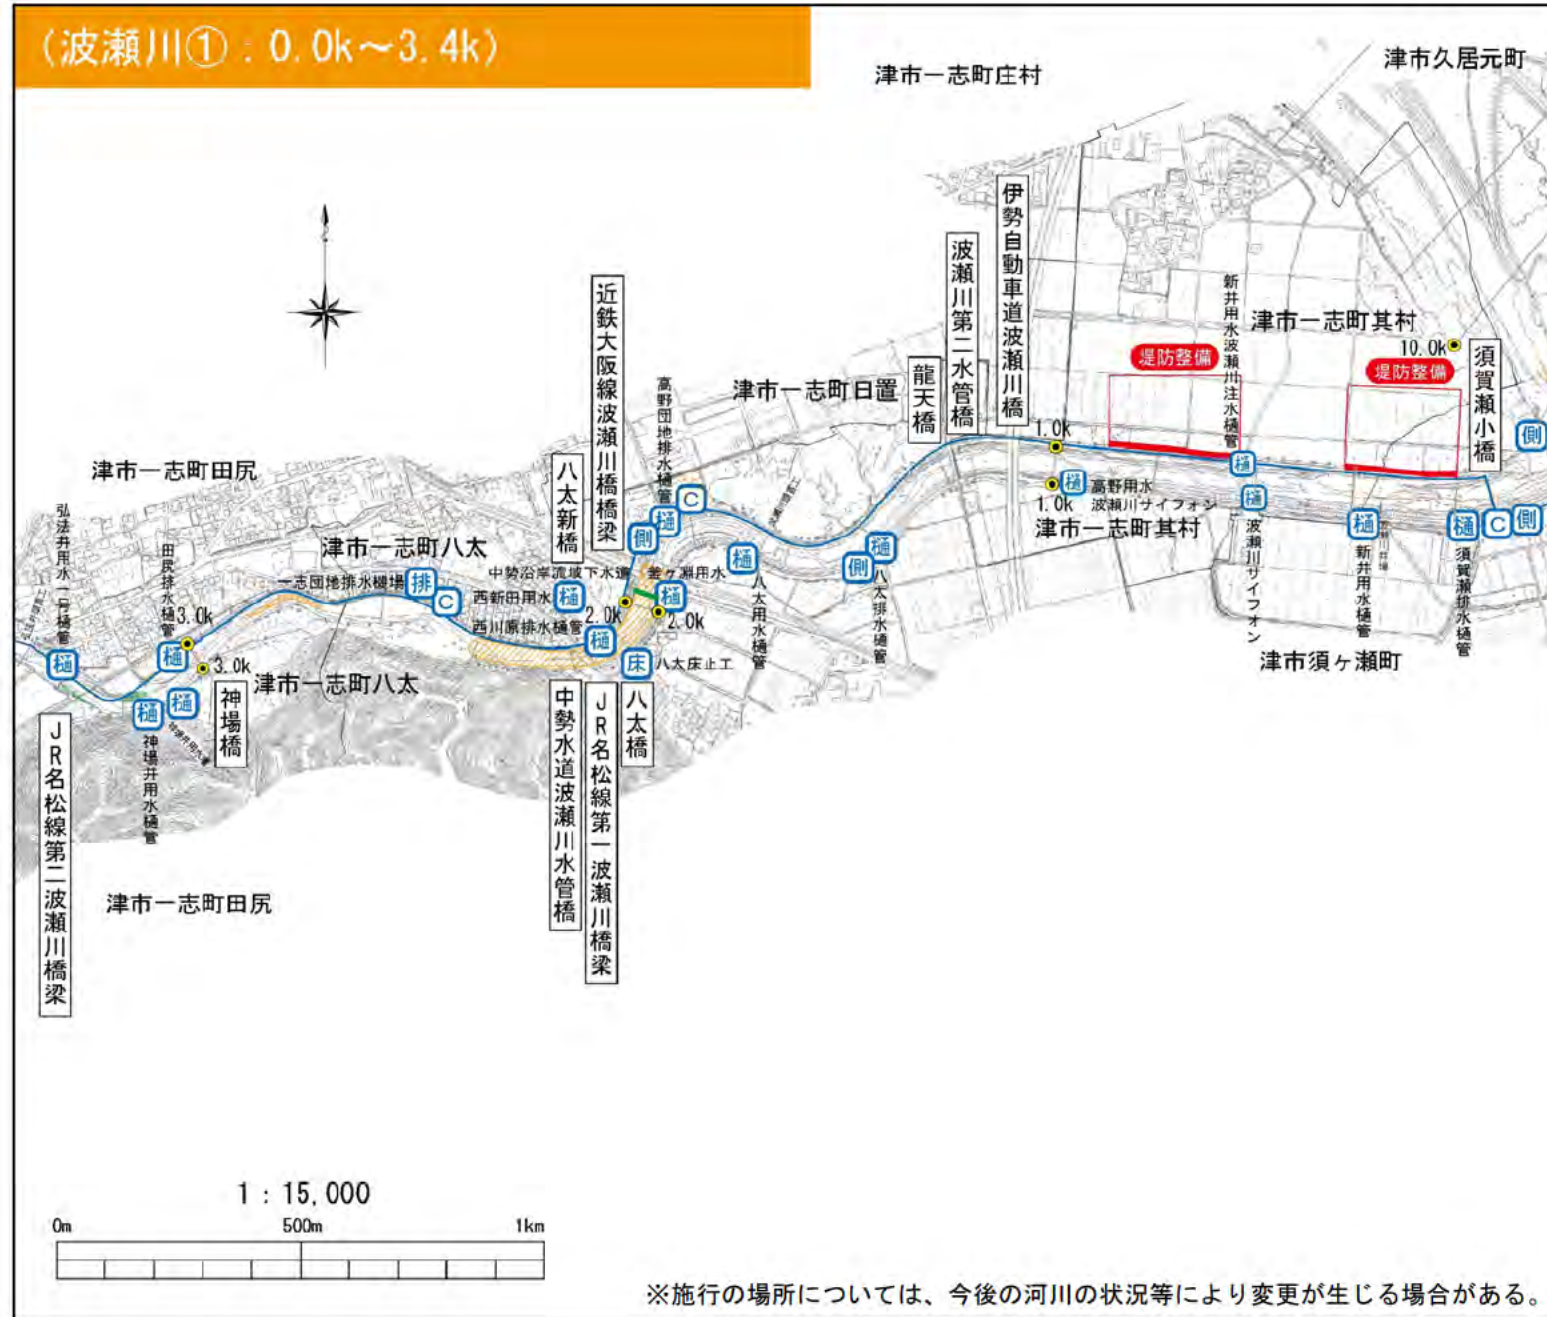 (波瀬川①:0.0k～3.4k)
津市一志町庄村
津市久居元町
伊勢自動車道波瀬川橋
波瀬川第二水管橋
龍天橋
近鉄大阪線波瀬川橋橋梁
八太新橋
高野団地排水樋管
新井用水波瀬川注水樋管
津市一志町其村
10.0k
須賀瀬小橋
堤防整備
堤防整備
津市一志町日置
津市一志町田尻
弘法井用水一号樋管
田尻排水樋管
津市一志町八太
一志団地排水機場
排
C
中勢沿岸流域下水道
釜ヶ淵用水
西新田用水
樋
西川原排水樋管
樋
2.0k
2.0k
側
樋
C
樋
樋
八太用水樋管
側
樋
八太排水樋管
1.0k
1.0k
樋
高野用水
波瀬川サイフォン
津市一志町其村
樋
樋
波瀬川サイフォン
樋
新井用水樋管
樋
須賀瀬排水樋管
C
側
側
津市須ヶ瀬町
床
八太床止工
八太橋
JR名松線第一波瀬川橋梁
中勢水道波瀬川水管橋
3.0k
3.0k
樋
樋
樋
樋
神場井用水樋管
神場橋
津市一志町八太
JR名松線第二波瀬川橋梁
津市一志町田尻
1:15,000
0m
500m
1km
※施行の場所については、今後の河川の状況等により変更が生じる場合がある。